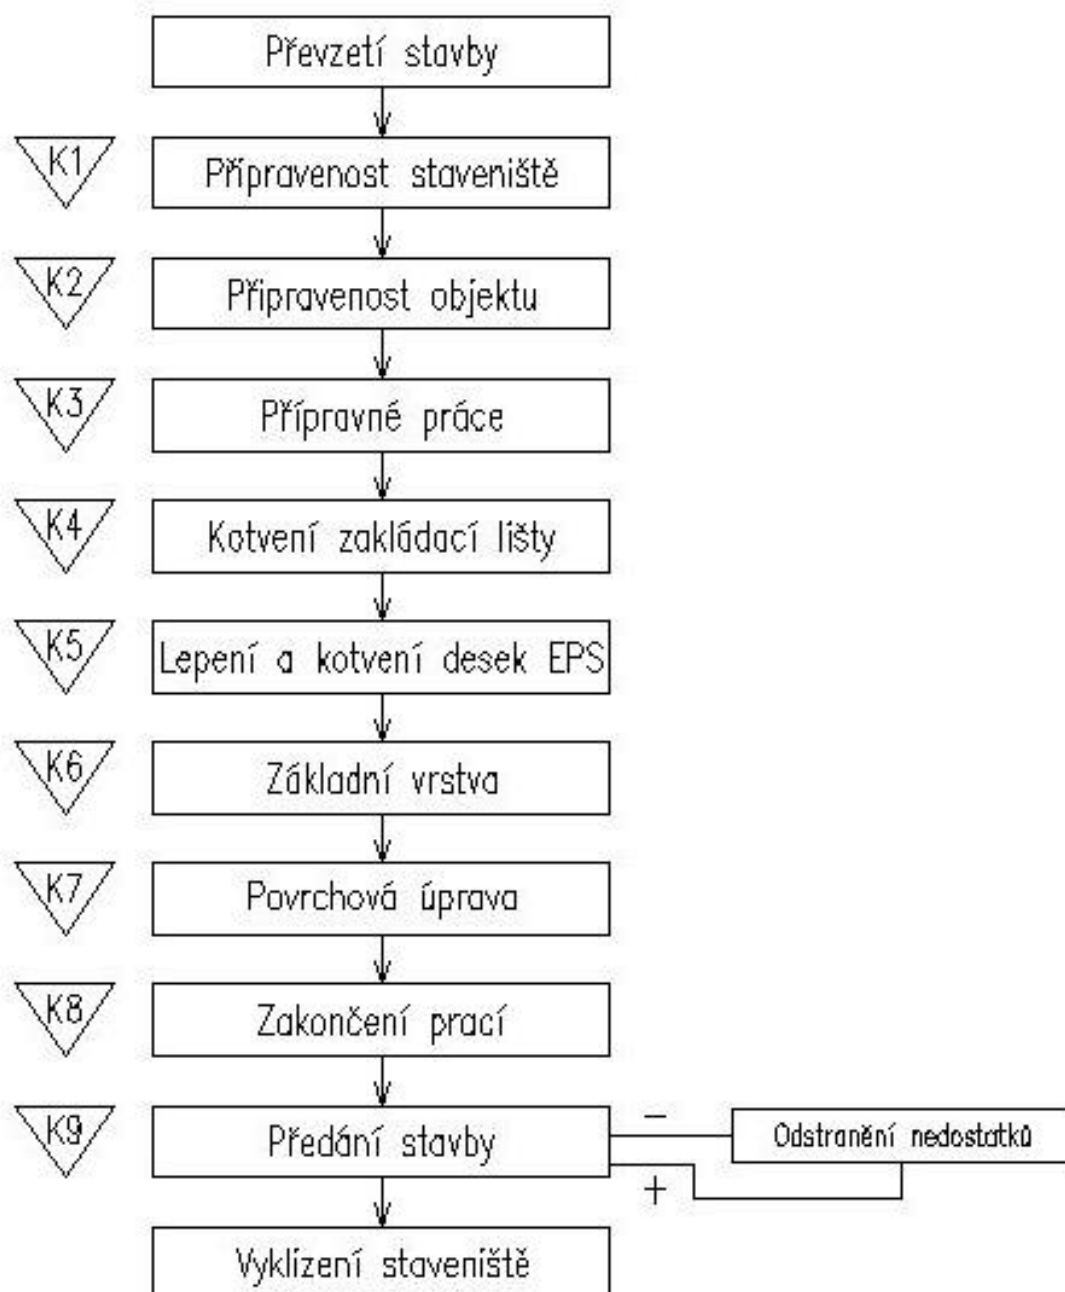 Převzetí stavby
K1
Připravenost staveniště
K2
Připravenost objektu
K3
Přípravné práce
K4
Kotvení zakládací lišty
K5
Lepení a kotvení desek EPS
K6
Základní vrstva
K7
Povrchová úprava
K8
Zakončení prací
K9
Předání stavby
−
Odstranění nedostatků
+
Vyklízení staveniště